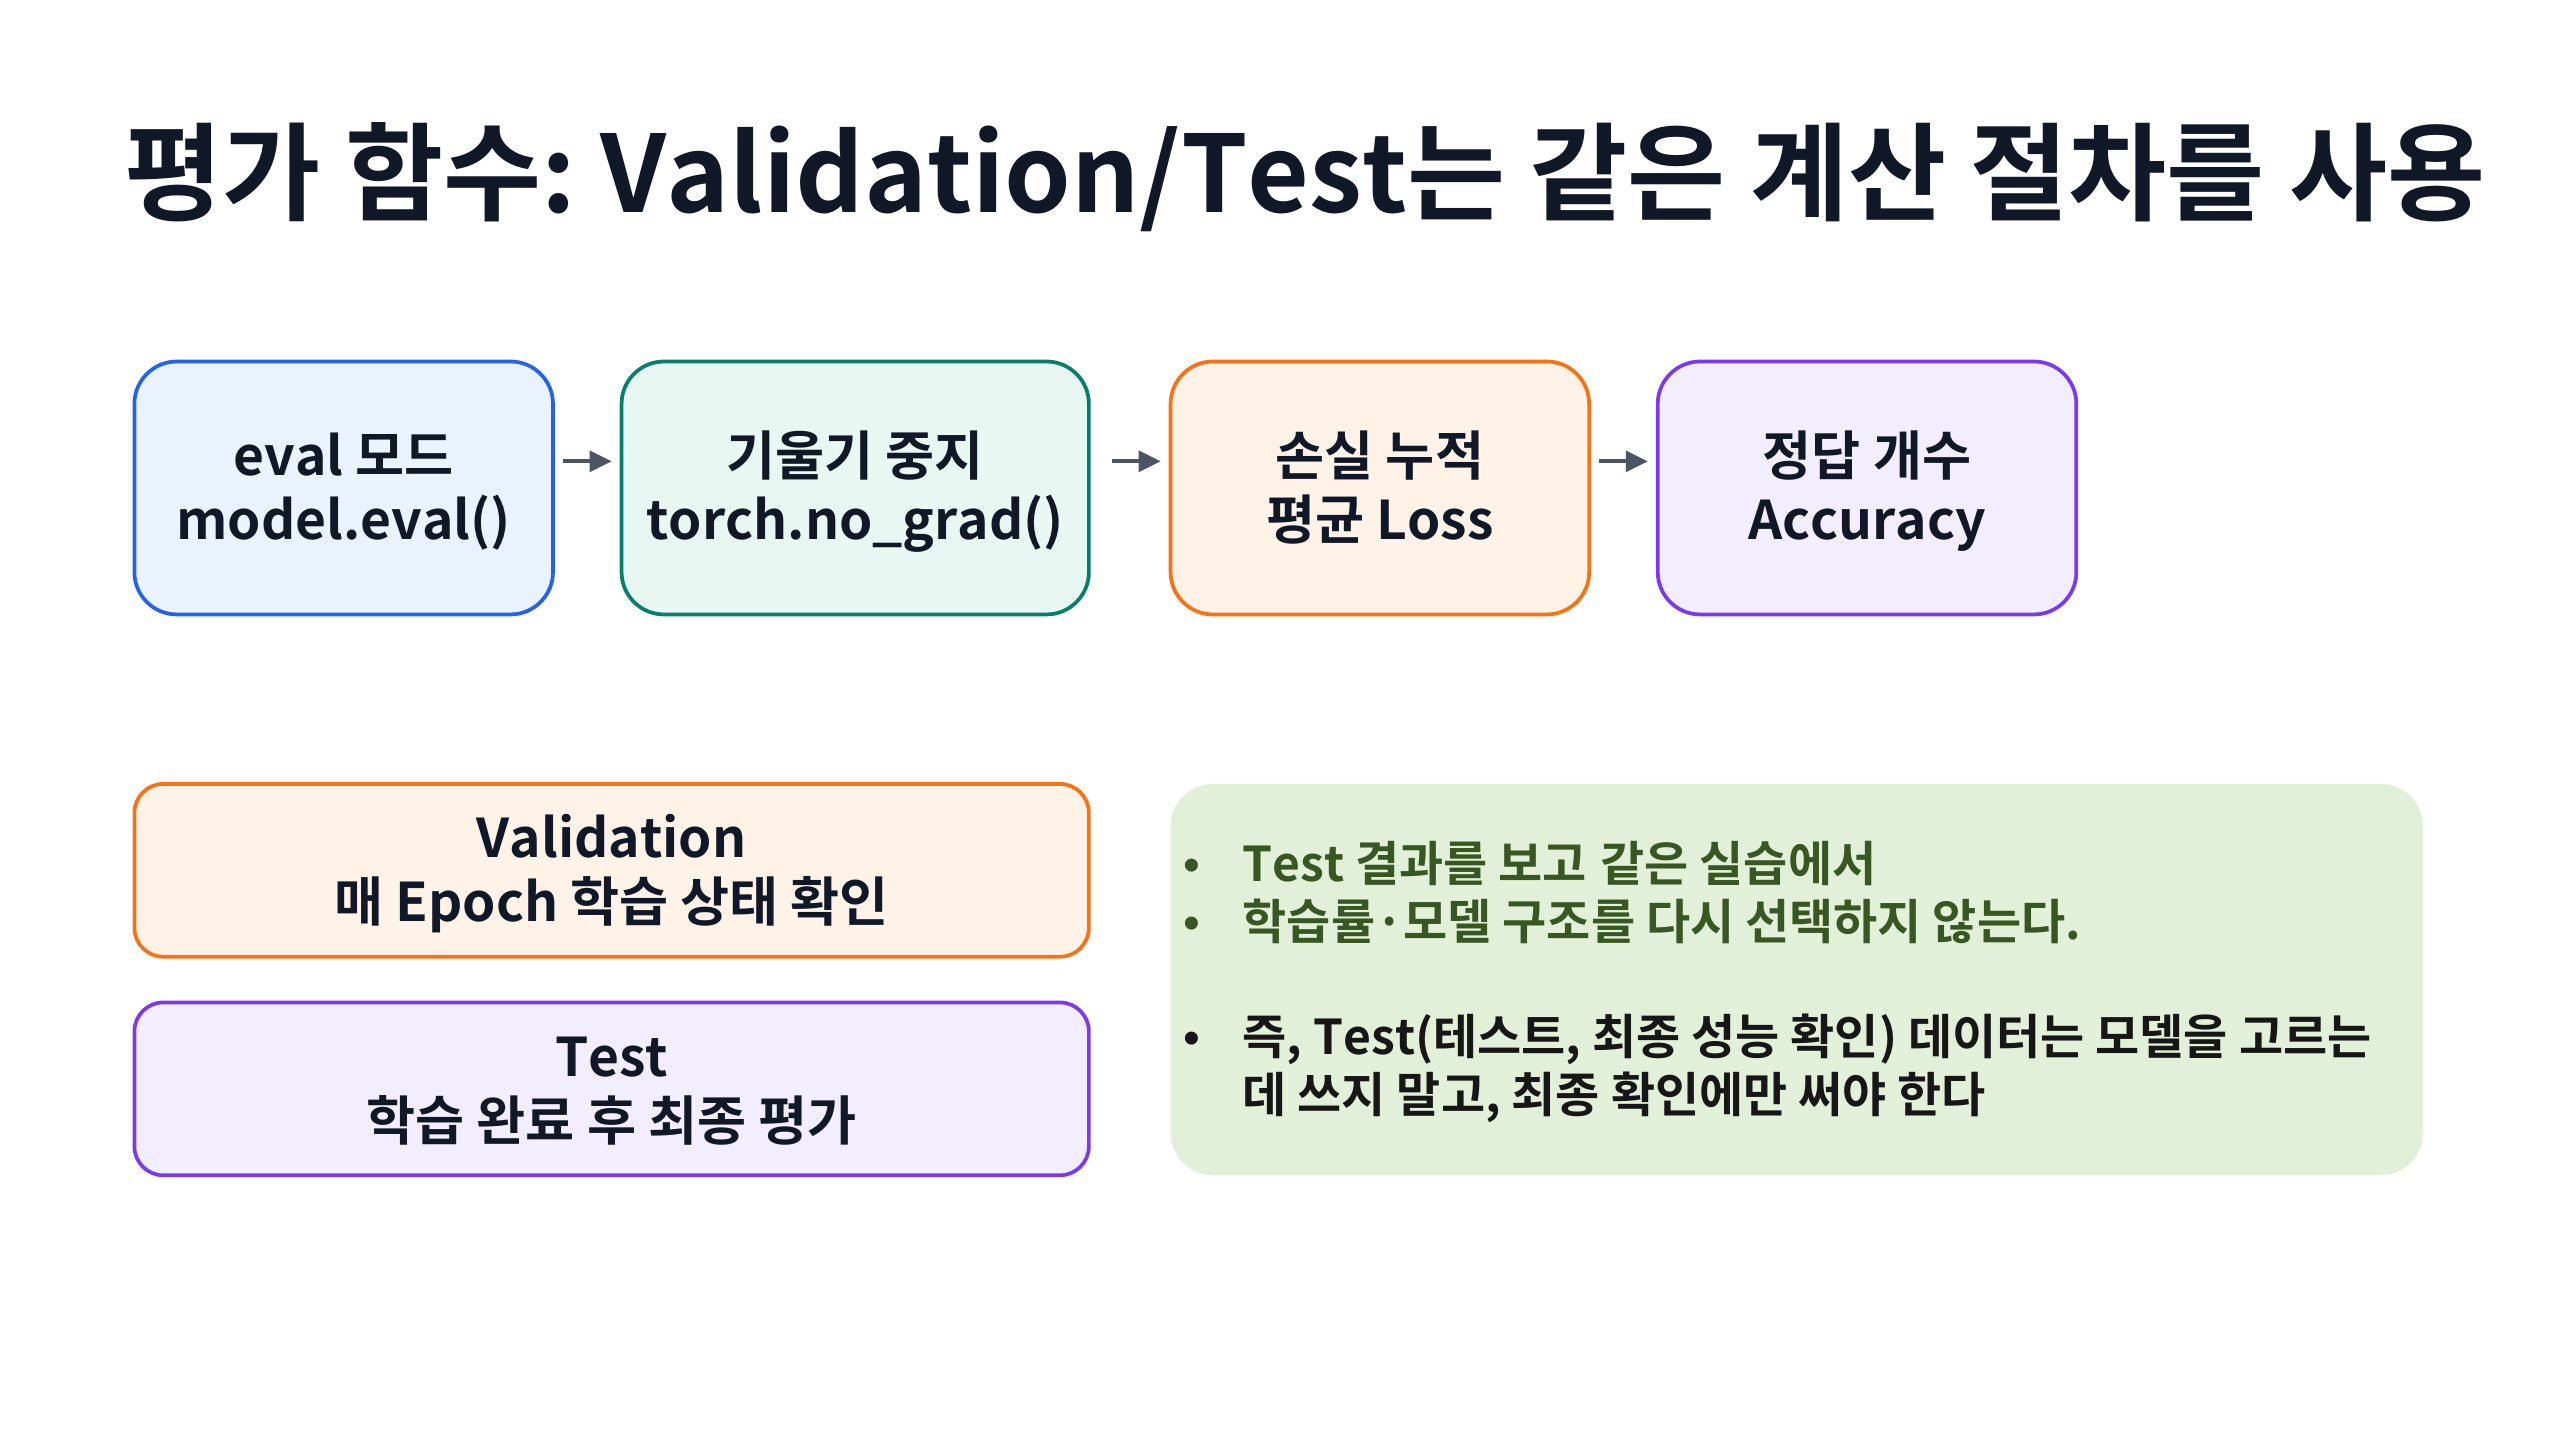 평가 함수: Validation/Test는 같은 계산 절차를 사용
eval 모드
model.eval()
기울기 중지
torch.no_grad()
손실 누적
평균 Loss
정답 개수
Accuracy
Validation
매 Epoch 학습 상태 확인
Test
학습 완료 후 최종 평가
• Test 결과를 보고 같은 실습에서
• 학습률·모델 구조를 다시 선택하지 않는다.
• 즉, Test(테스트, 최종 성능 확인) 데이터는 모델을 고르는
데 쓰지 말고, 최종 확인에만 써야 한다